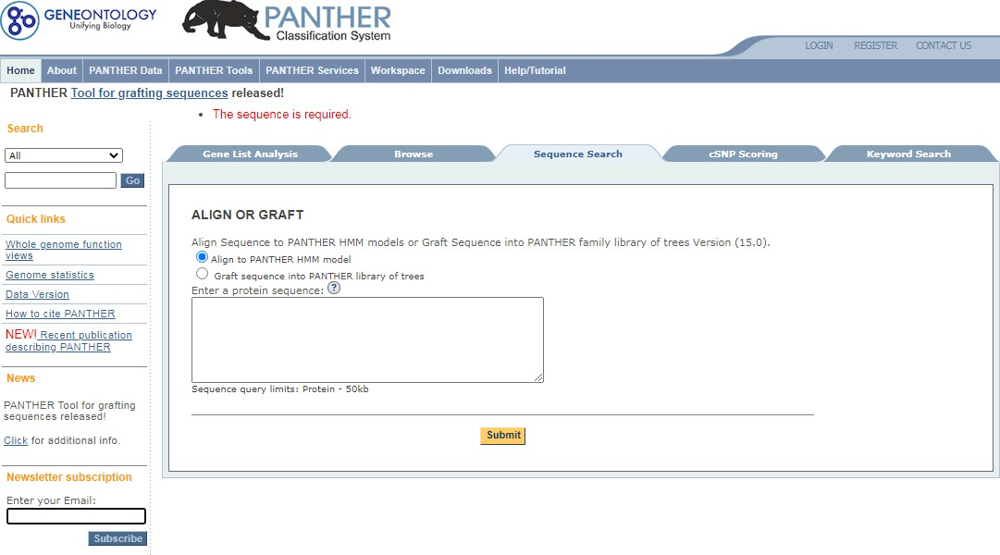 GENEONTOLOGY
Unifying Biology
PANTHER
Classification System
LOGIN REGISTER CONTACT US
Home About PANTHER Data PANTHER Tools PANTHER Services Workspace Downloads Help/Tutorial
PANTHER Tool for grafting sequences released!
The sequence is required.
Search
All
Go
Quick links
Whole genome function
views
Genome statistics
Data Version
How to cite PANTHER
NEW! Recent publication
describing PANTHER
News
PANTHER Tool for grafting
sequences released!
Click for additional info.
Newsletter subscription
Enter your Email:
Subscribe
Gene List Analysis Browse Sequence Search cSNP Scoring Keyword Search
ALIGN OR GRAFT
Align Sequence to PANTHER HMM models or Graft Sequence into PANTHER family library of trees Version (15.0).
Align to PANTHER HMM model
Graft sequence into PANTHER library of trees
Enter a protein sequence: ?
Sequence query limits: Protein - 50kb
Submit